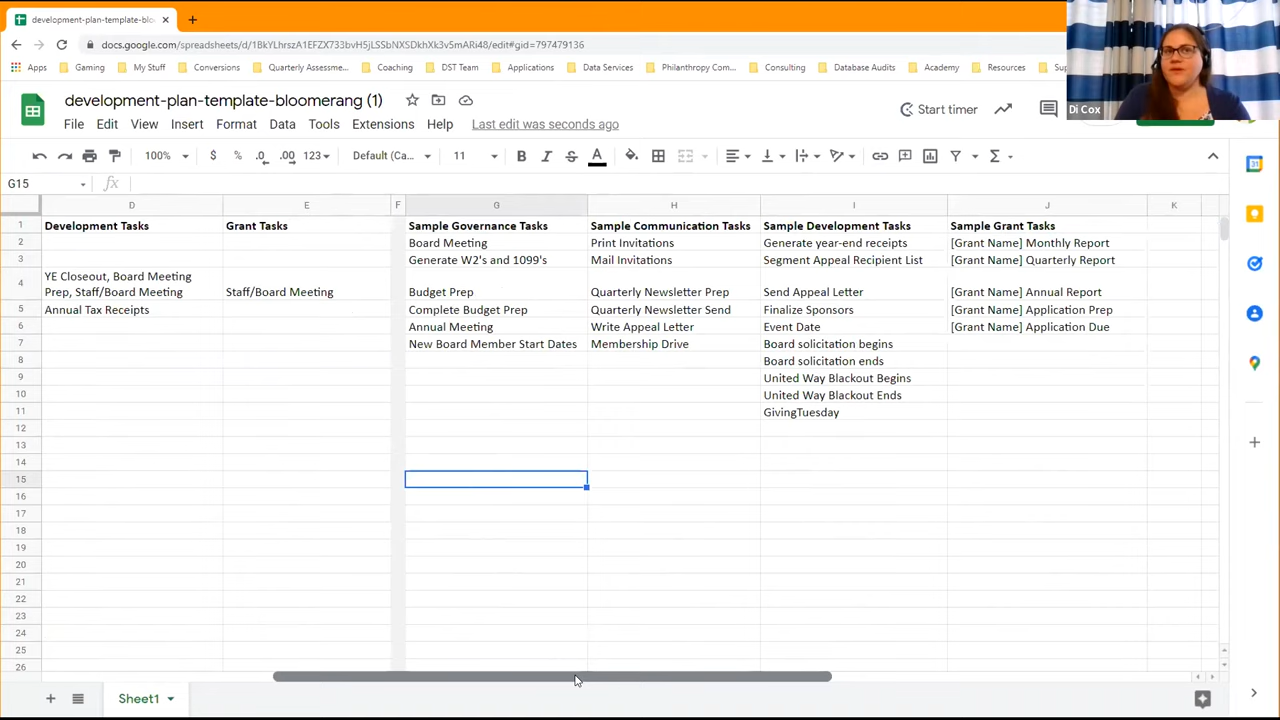 development-plan-template-bloo
docs.google.com/spreadsheets/d/1BkYLhrszA1EFZX733bvH5jLSSbNXSDkhXk3v5mARi48/edit#gid=797479136
Apps Gaming My Stuff Conversions Quarterly Assessme... Coaching DST Team Applications Data Services Philanthropy Com... Consulting Database Audits Academy Resources
Di Cox
development-plan-template-bloomerang (1)
Start timer
File Edit View Insert Format Data Tools Extensions Help Last edit was seconds ago
100% $ % .0 .00 123 Default (Ca... 11 B I S A
G15 fx
D E F G H I J K
1 Development Tasks Grant Tasks Sample Governance Tasks Sample Communication Tasks Sample Development Tasks Sample Grant Tasks
2 Board Meeting Print Invitations Generate year-end receipts [Grant Name] Monthly Report
3 Generate W2's and 1099's Mail Invitations Segment Appeal Recipient List [Grant Name] Quarterly Report
YE Closeout, Board Meeting
4 Prep, Staff/Board Meeting Staff/Board Meeting Budget Prep Quarterly Newsletter Prep Send Appeal Letter [Grant Name] Annual Report
5 Annual Tax Receipts Complete Budget Prep Quarterly Newsletter Send Finalize Sponsors [Grant Name] Application Prep
6 Annual Meeting Write Appeal Letter Event Date [Grant Name] Application Due
7 New Board Member Start Dates Membership Drive Board solicitation begins
8 Board solicitation ends
9 United Way Blackout Begins
10 United Way Blackout Ends
11 GivingTuesday
12
13
14
15
16
17
18
19
20
21
22
23
24
25
26
Sheet1